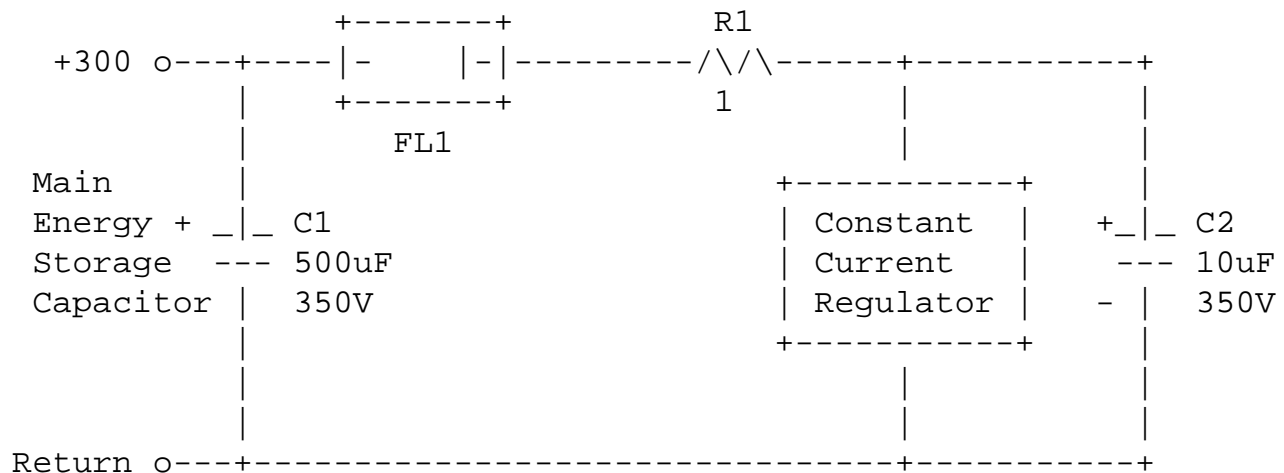 R1
+300
1
FL1
Main
Energy + C1 Constant + C2
Storage 500uF Current 10uF
Capacitor 350V Regulator - 350V
Return